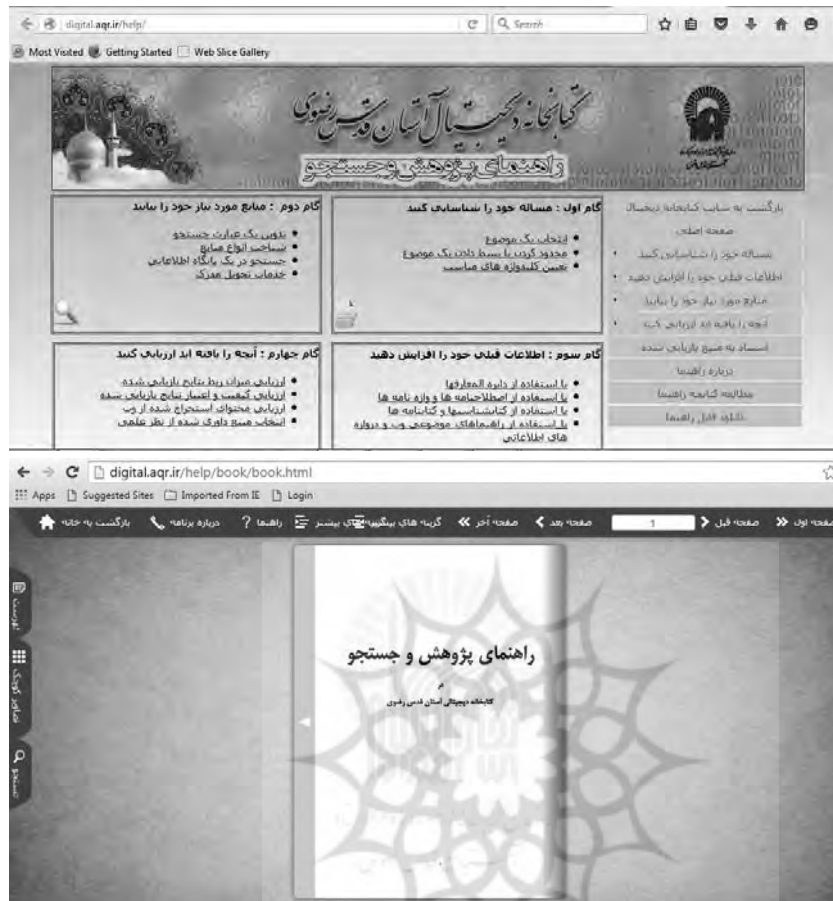 digital.aqr.ir/help/
Search
Most Visited Getting Started Web Slice Gallery
کتابخانه دیجیتال آستان قدس رضوی
راهنمای پژوهش وجستجو
بازگشت به سایت کتابخانه دیجیتال
صفحه اصلی
مساله خود را شناسایی کنید
اطلاعات قبلی خود را افزایش دهید
منابع مورد نیاز خود را بیابید
آنچه را یافته اید ارزیابی کنید
استناد به منبع بازیابی شده
درباره راهنما
مطالعه کتابچه راهنما
دانلود فایل راهنما
گام اول : مساله خود را شناسایی کنید
انتخاب یک موضوع
محدود کردن یا بسط دادن یک موضوع
تعیین کلیدواژه های مناسب
گام دوم : منابع مورد نیاز خود را بیابید
تدوین یک عبارت جستجو
شناخت انواع منابع
جستجو در یک پایگاه اطلاعاتی
خدمات تحویل مدرک
گام سوم : اطلاعات قبلی خود را افزایش دهید
با استفاده از دایره المعارفها
با استفاده از اصطلاحنامه ها و واژه نامه ها
با استفاده از کتابشناسیها و کتابنامه ها
با استفاده از راهنماهای موضوعی وب و دروازه
های اطلاعاتی
گام چهارم : آنچه را یافته اید ارزیابی کنید
ارزیابی میزان ربط نتایج بازیابی شده
ارزیابی کیفیت و اعتبار نتایج بازیابی شده
ارزیابی محتوای استخراج شده از وب
انتخاب منبع داوری شده از نظر علمی
digital.aqr.ir/help/book/book.html
Apps Suggested Sites Imported From IE Login
صفحه اول صفحه قبل 1 صفحه بعد صفحه آخر گزینه های بیشتر راهنما ? درباره برنامه بازگشت به خانه
فهرست
تصاویر کوچک
جستجو
راهنمای پژوهش و جستجو
در
کتابخانه دیجیتالی آستان قدس رضوی